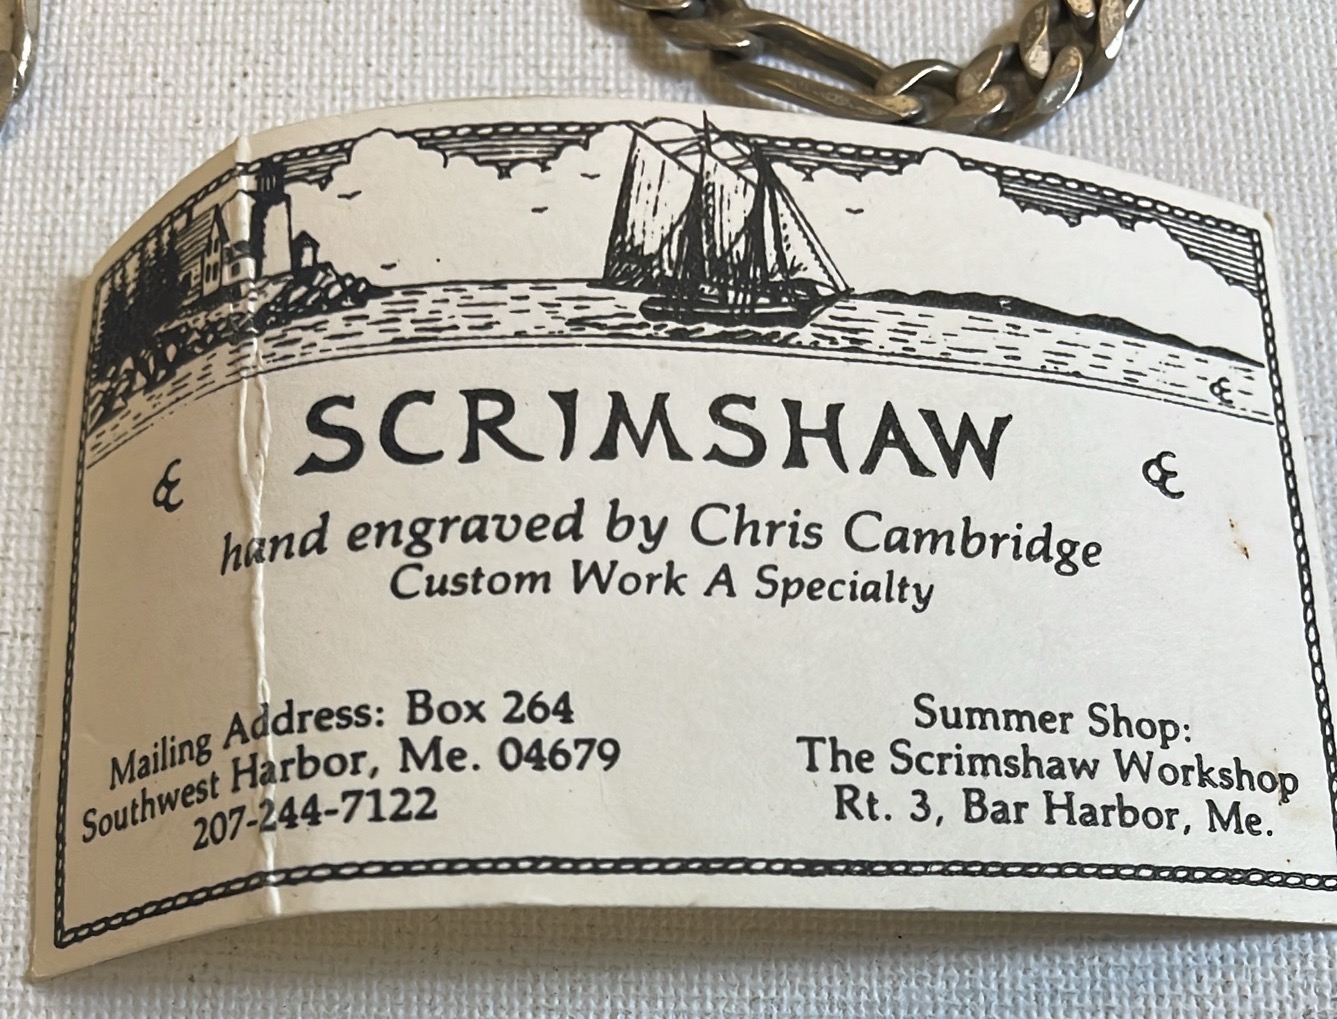 SCRIMSHAW
hand engraved by Chris Cambridge
Custom Work A Specialty
Mailing Address: Box 264
Southwest Harbor, Me. 04679
207-244-7122
Summer Shop:
The Scrimshaw Workshop
Rt. 3, Bar Harbor, Me.